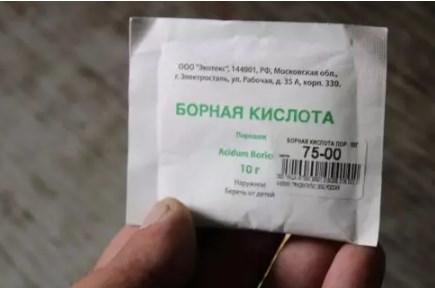 ООО "Экотекс", 144001, РФ, Московская обл.,
г. Электросталь, ул. Рабочая, д. 35 А, корп. 330.
БОРНАЯ КИСЛОТА
Порошок
Acidum Boric
10 г
Наружное
Беречь от детей
БОРНАЯ КИСЛОТА ПОР. 10Г
75-00